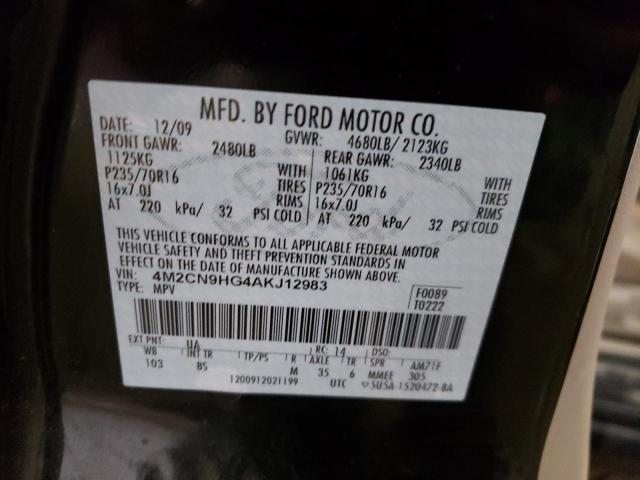 MFD. BY FORD MOTOR CO.
DATE: 12/09 GVWR: 4680LB/ 2123KG
FRONT GAWR: 2480LB REAR GAWR: 2340LB
1125KG WITH 1061KG WITH
P235/70R16 TIRES P235/70R16 TIRES
16x7.0J RIMS 16x7.0J RIMS
AT 220 kPa/ 32 PSI COLD AT 220 kPa/ 32 PSI COLD
THIS VEHICLE CONFORMS TO ALL APPLICABLE FEDERAL MOTOR
VEHICLE SAFETY AND THEFT PREVENTION STANDARDS IN
EFFECT ON THE DATE OF MANUFACTURE SHOWN ABOVE.
VIN: 4M2CN9HG4AKJ12983
TYPE: MPV
F0089
T0222
EXT PNT: UA RC: 14 DSO:
WB INT TR TP/PS R AXLE TR SPR AM71F
103 8S M 35 6 MMEE 305
1200912021199 UTC 5U5A-1520472-BA
Ford